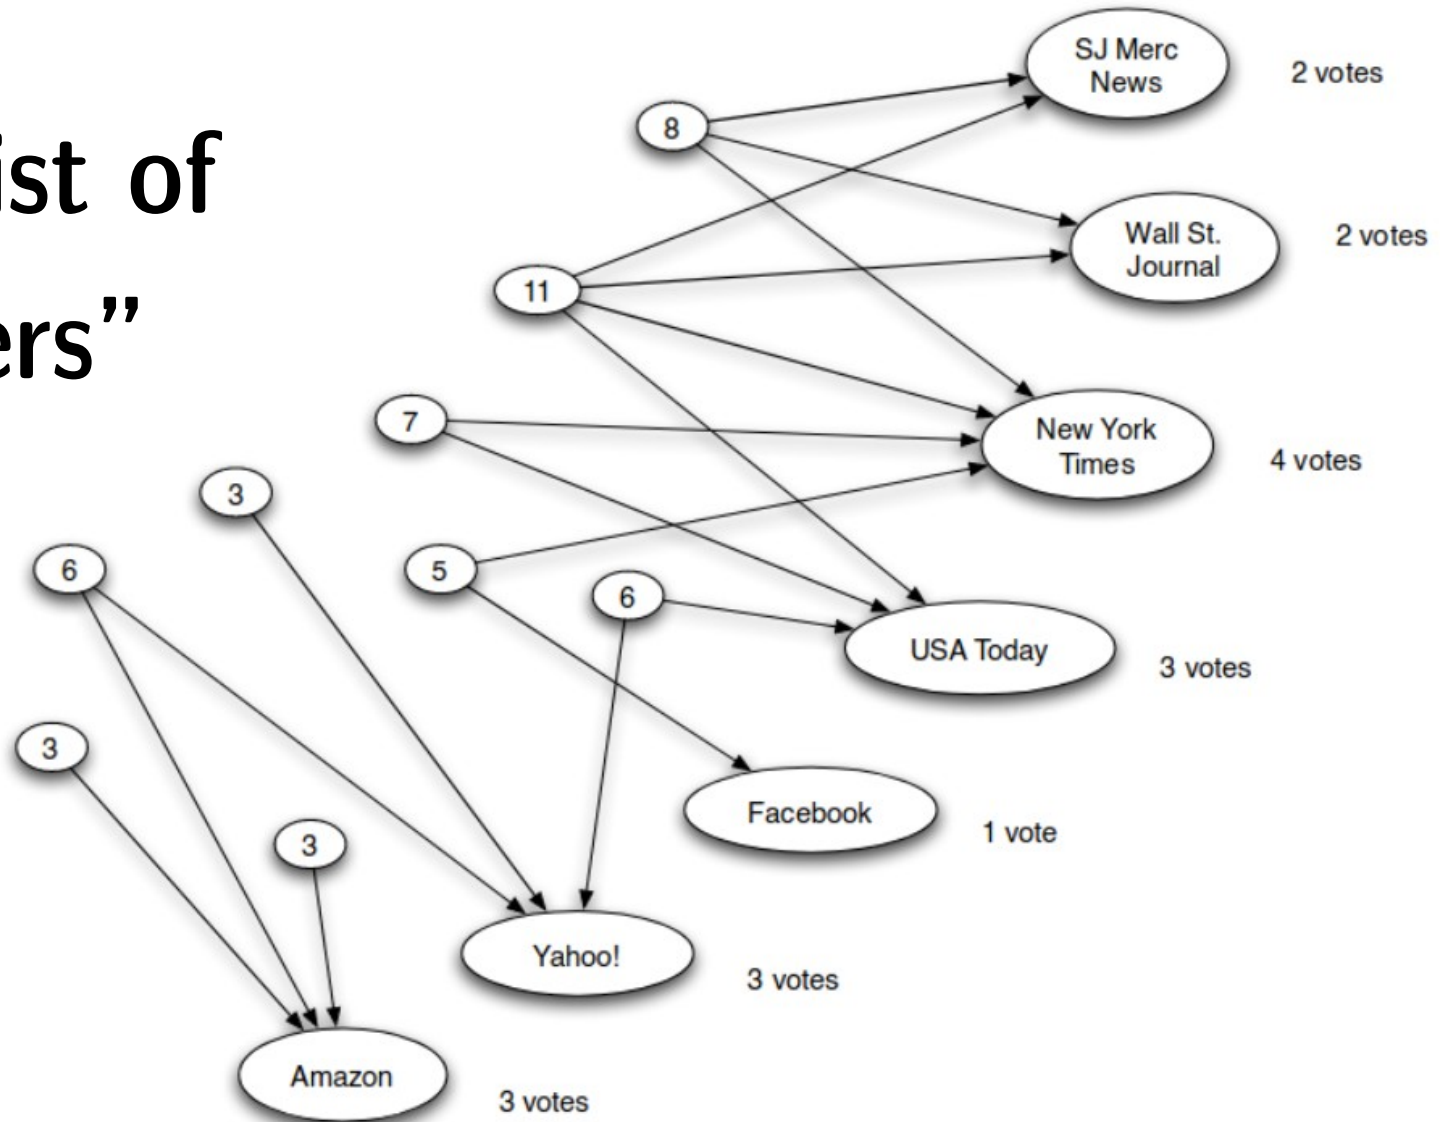 ist of
ers”
SJ Merc
News
2 votes
8
Wall St.
Journal
2 votes
11
7
New York
Times
4 votes
3
6
5
6
USA Today
3 votes
3
Facebook
1 vote
3
Yahoo!
3 votes
Amazon
3 votes